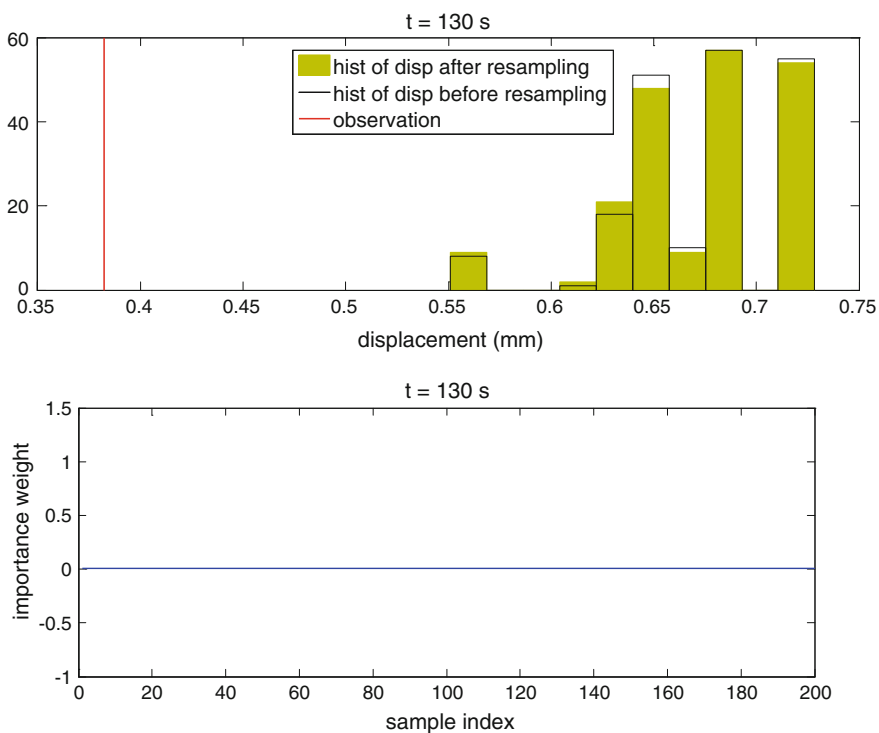 t = 130 s
60
40
20
0
hist of disp after resampling
hist of disp before resampling
observation
0.35 0.4 0.45 0.5 0.55 0.6 0.65 0.7 0.75
displacement (mm)
t = 130 s
1.5
1
0.5
0
-0.5
-1
importance weight
0 20 40 60 80 100 120 140 160 180 200
sample index